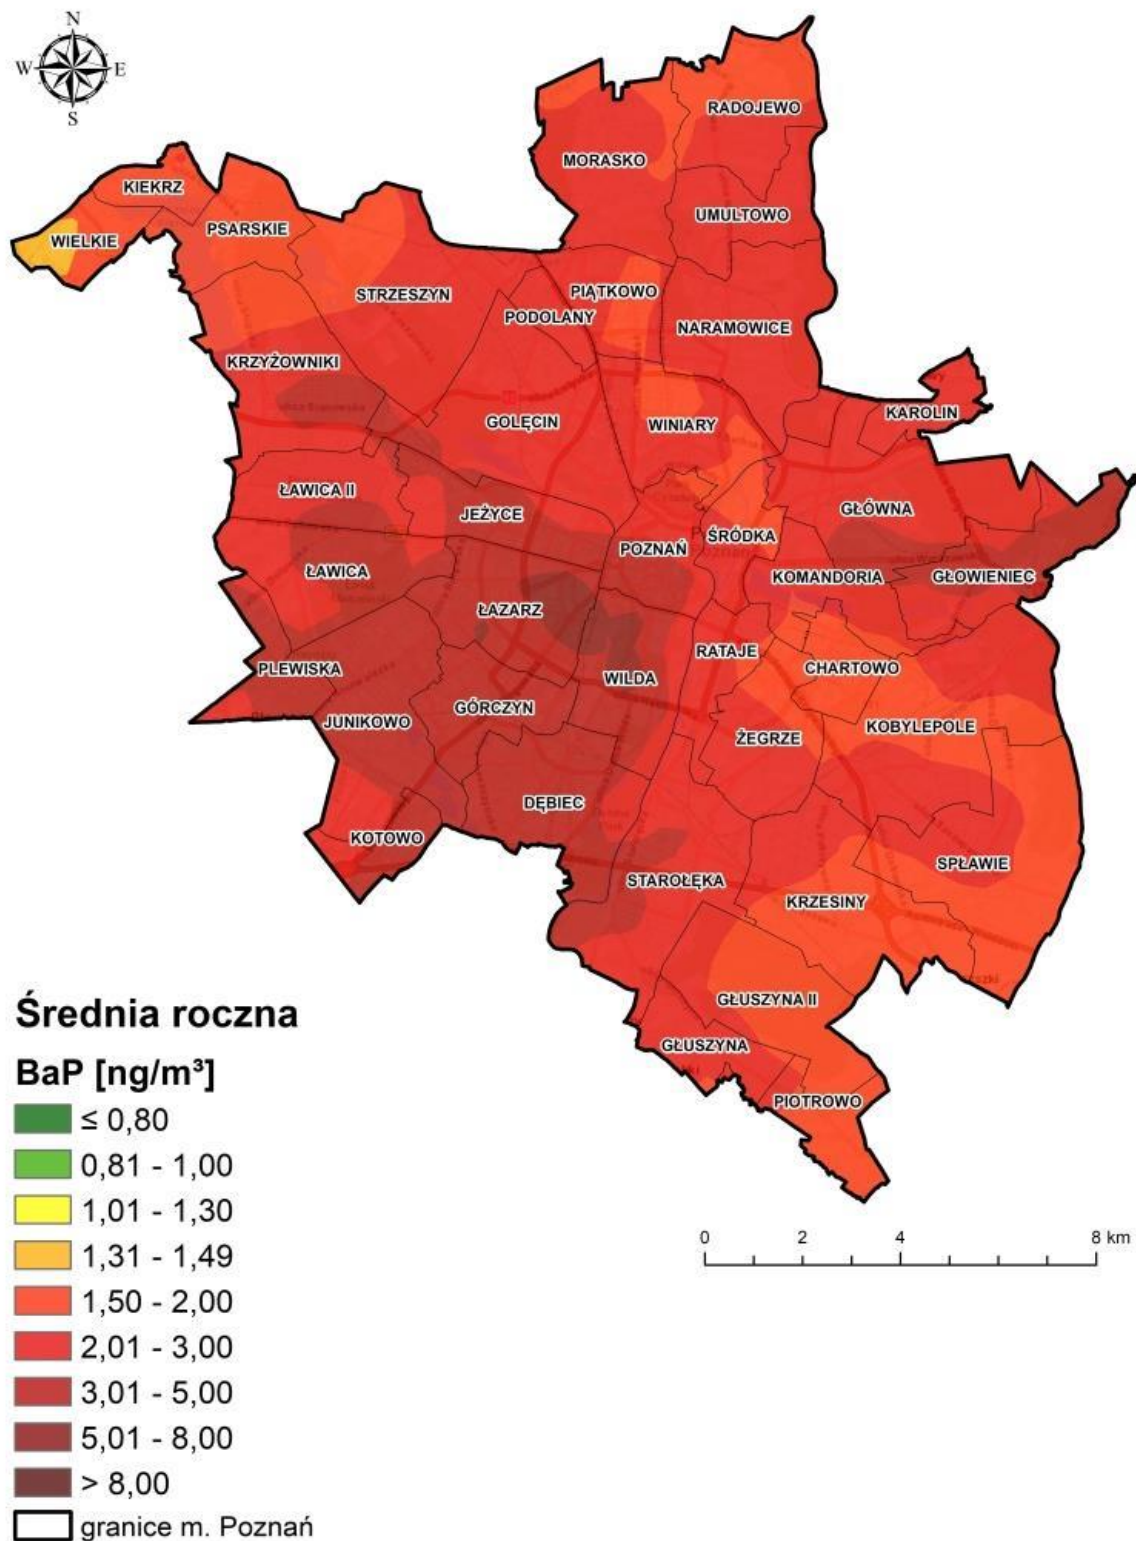 N
W E
S
RADOJEWO
MORASKO
KIEKRZ
UMULTOWO
PSARSKIE
WIELKIE
PIĄTKOWO
STRZESZYN
PODOLANY
NARAMOWICE
KRZYŻOWNIKI
KAROLIN
GOLĘCIN
WINIARY
ŁAWICA II
GŁÓWNA
JEŻYCE
ŚRÓDKA
POZNAŃ
ŁAWICA
KOMANDORIA
GŁOWIENIEC
ŁAZARZ
RATAJE
PLEWISKA
CHARTOWO
WILDA
GÓRCZYN
JUNIKOWO
KOBYLEPOLE
ŻEGRZE
DĘBIEC
KOTOWO
SPŁAWIE
STAROŁĘKA
KRZESINY
GŁUSZYNA II
GŁUSZYNA
PIOTROWO
Średnia roczna
BaP [ng/m³]
≤ 0,80
0,81 - 1,00
1,01 - 1,30
1,31 - 1,49
1,50 - 2,00
2,01 - 3,00
3,01 - 5,00
5,01 - 8,00
> 8,00
granice m. Poznań
0 2 4 8 km